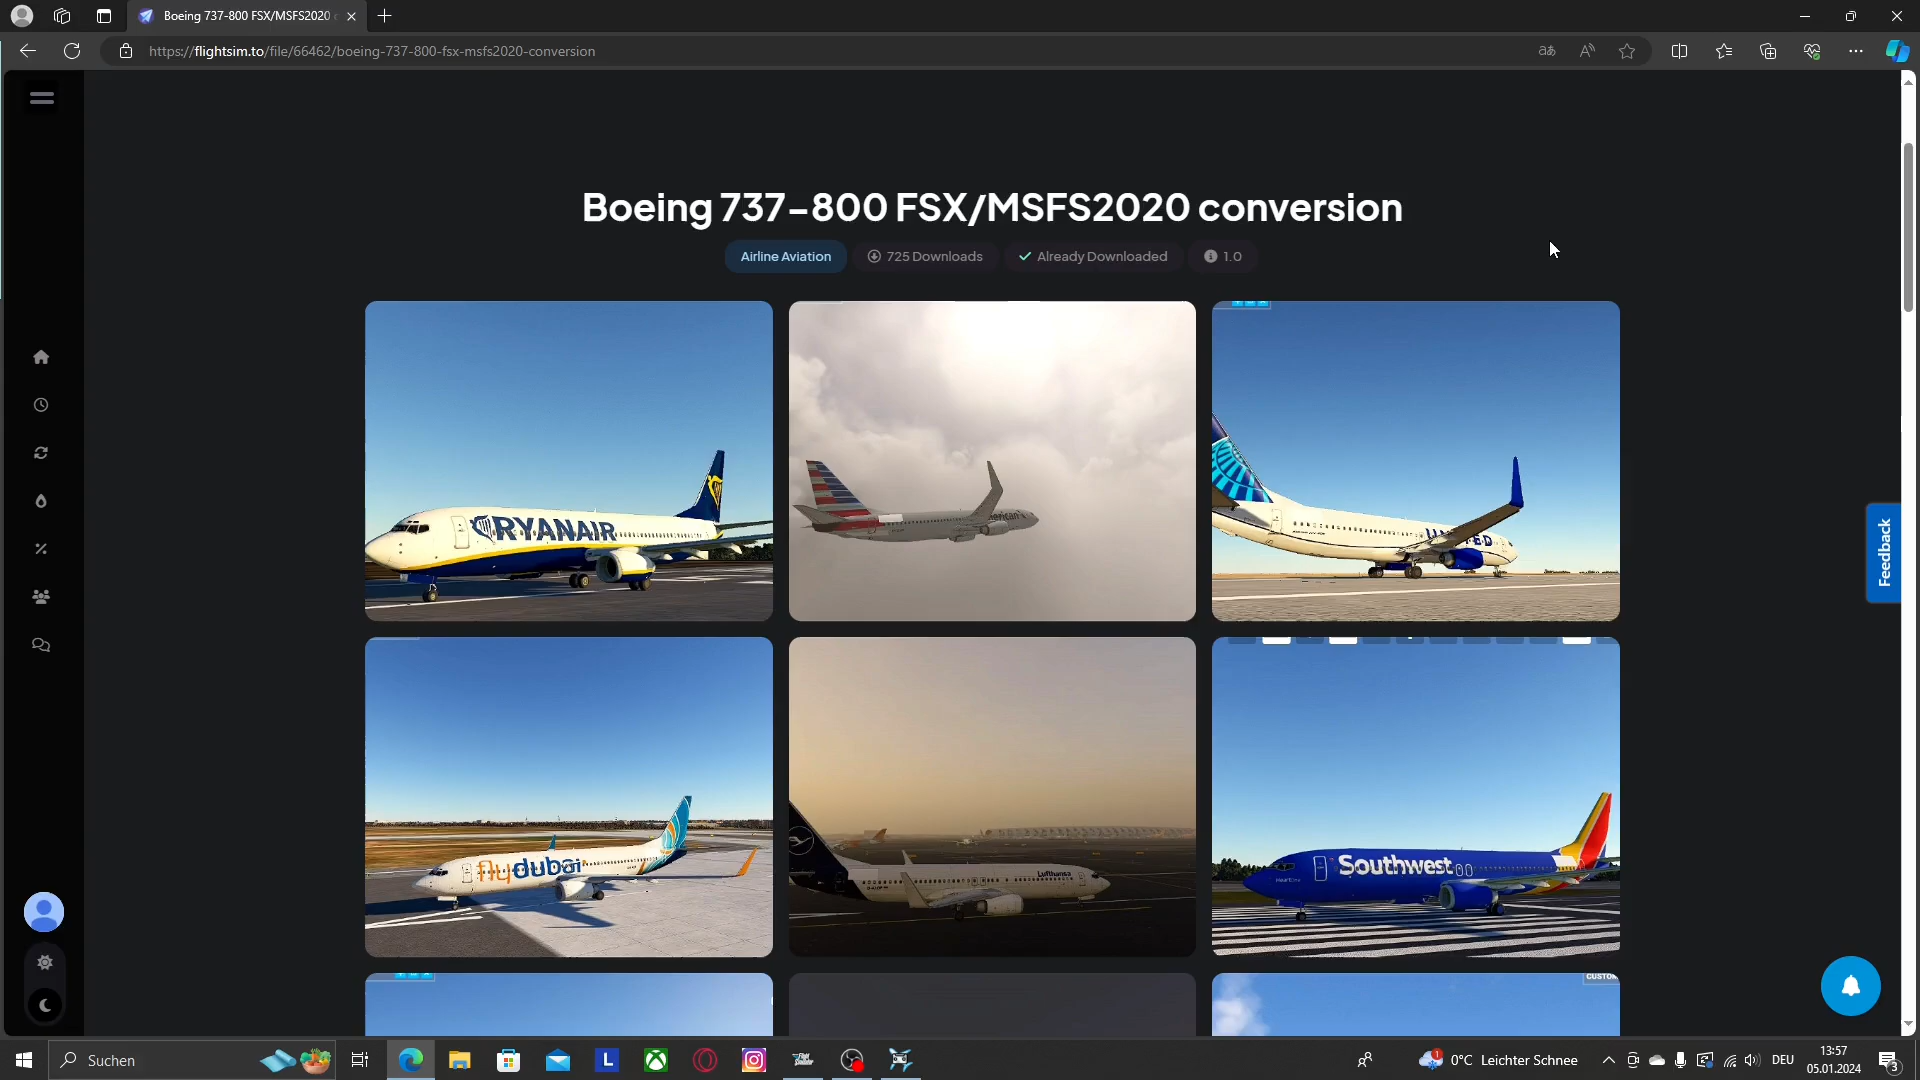 Boeing 737-800 FSX/MSFS2020
https://flightsim.to/file/66462/boeing-737-800-fsx-msfs2020-conversion
Boeing 737-800 FSX/MSFS2020 conversion
Airline Aviation
725 Downloads
Already Downloaded
1.0
RYANAIR
flydubai
Lufthansa
Southwest
Feedback
Suchen
0°C Leichter Schnee
DEU
13:57
05.01.2024
3